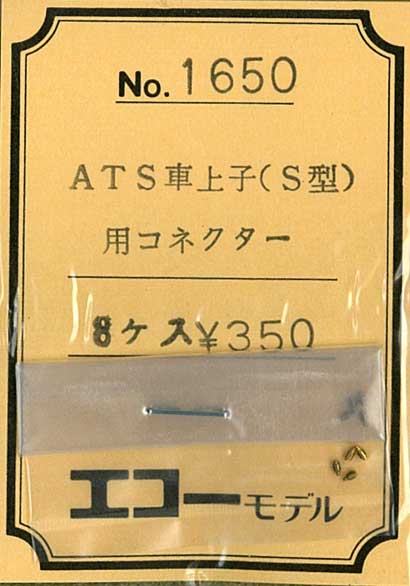 No. 1650
ATS車上子(S型)
用コネクター
8ケ入¥350
エコーモデル